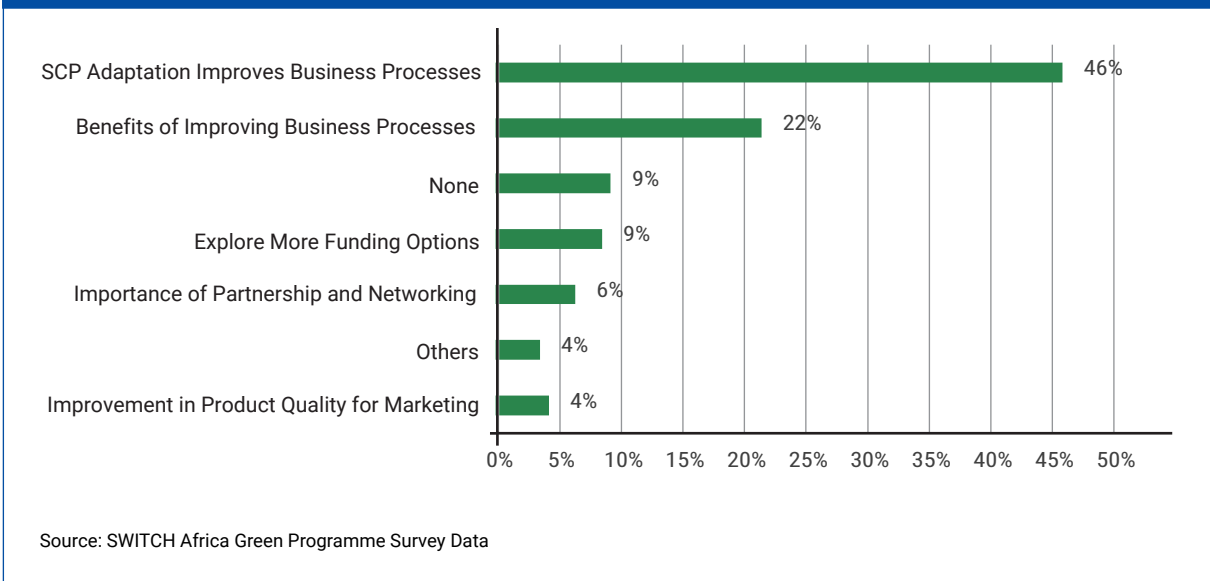 SCP Adaptation Improves Business Processes 46%
Benefits of Improving Business Processes 22%
None 9%
Explore More Funding Options 9%
Importance of Partnership and Networking 6%
Others 4%
Improvement in Product Quality for Marketing 4%
0% 5% 10% 15% 20% 25% 30% 35% 40% 45% 50%
Source: SWITCH Africa Green Programme Survey Data